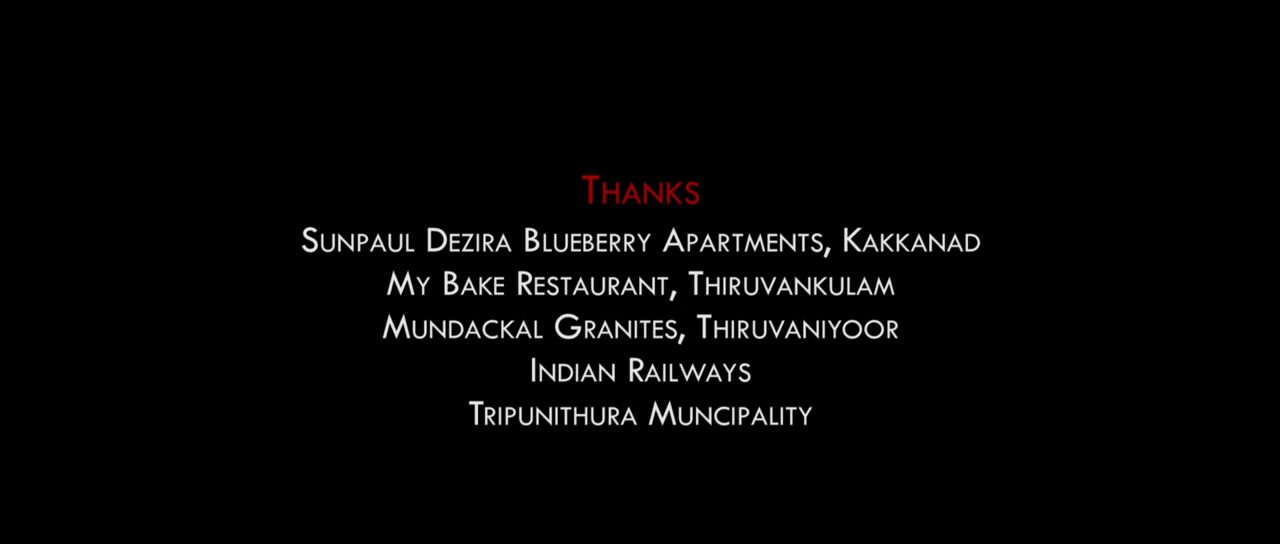 Thanks
Sunpaul Dezira Blueberry Apartments, Kakkanad
My Bake Restaurant, Thiruvankulam
Mundackal Granites, Thiruvaniyoor
Indian Railways
Tripunithura Muncipality